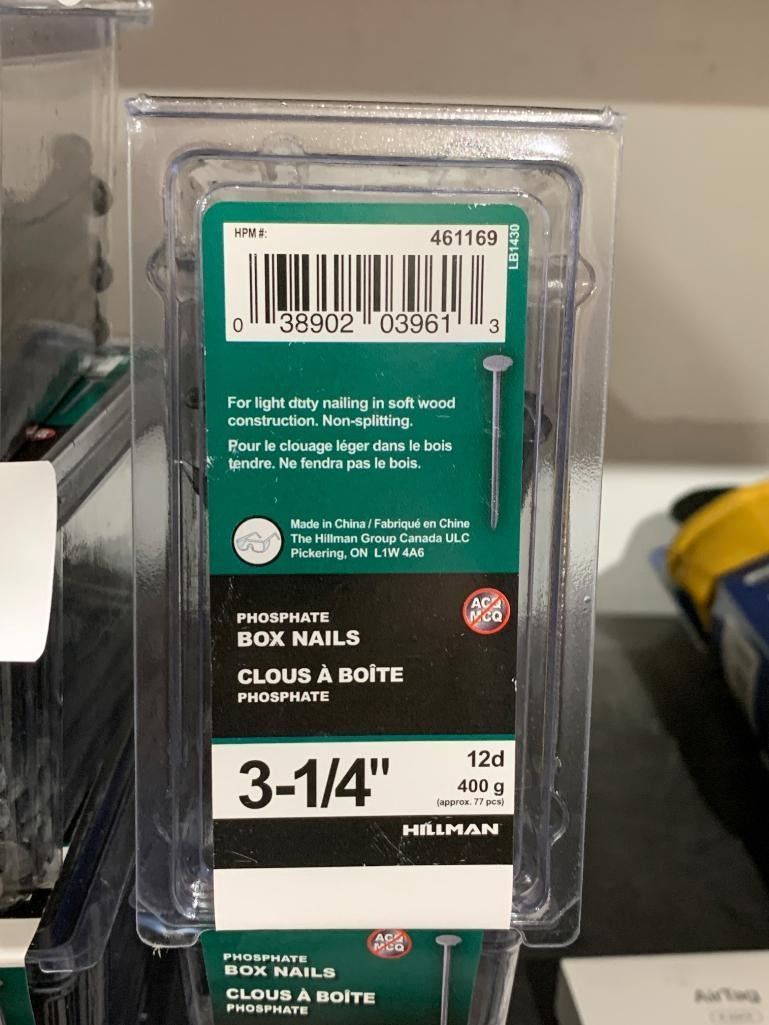 HPM #:
461169
LB1430
0 38902 03961 3
For light duty nailing in soft wood
construction. Non-splitting.
Pour le clouage léger dans le bois
tendre. Ne fendra pas le bois.
Made in China / Fabriqué en Chine
The Hillman Group Canada ULC
Pickering, ON L1W 4A6
ACQ
MCQ
PHOSPHATE
BOX NAILS
CLOUS À BOÎTE
PHOSPHATE
3-1/4"
12d
400 g
(approx. 77 pcs)
HILLMAN
ACQ
MCQ
PHOSPHATE
BOX NAILS
CLOUS À BOÎTE
PHOSPHATE
AirTag